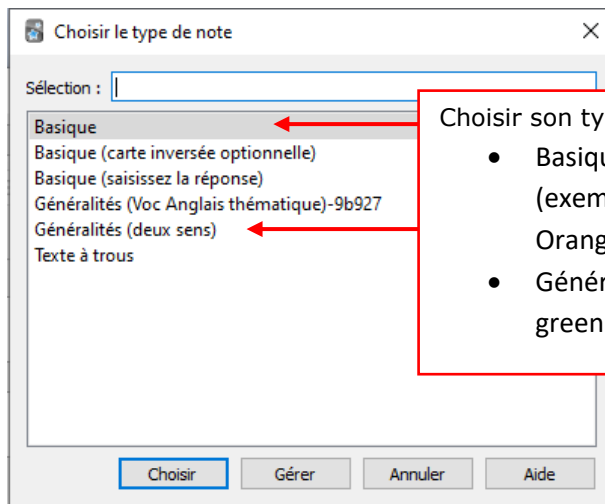 Choisir le type de note
Sélection :
Basique
Basique (carte inversée optionnelle)
Basique (saisissez la réponse)
Généralités (Voc Anglais thématique)-9b927
Généralités (deux sens)
Texte à trous
Choisir son ty
• Basiqu
(exem
Orang
• Génér
green
Choisir
Gérer
Annuler
Aide